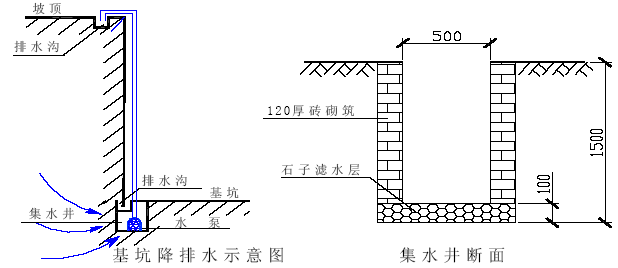 坡顶
排水沟
排水沟
基坑
集水井
水泵
基坑降排水示意图
500
120厚砖砌筑
石子滤水层
100
1500
集水井断面